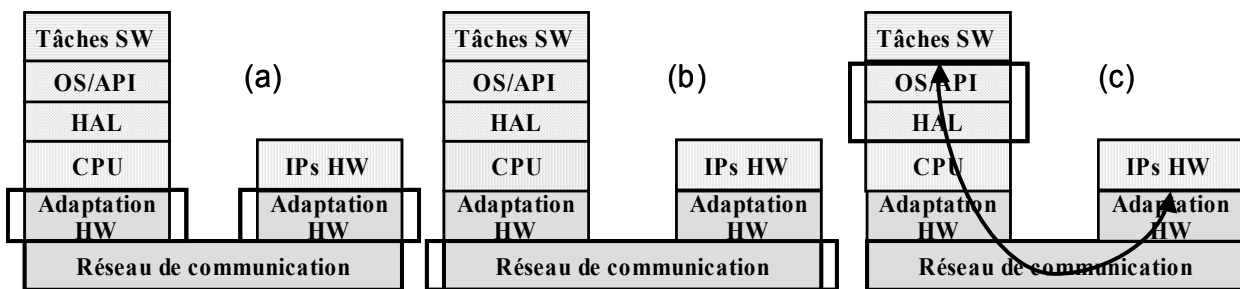 Tâches SW
OS/API
HAL
CPU
Adaptation
HW
(a)
IPs HW
Adaptation
HW
Réseau de communication
Tâches SW
OS/API
HAL
CPU
Adaptation
HW
(b)
IPs HW
Adaptation
HW
Réseau de communication
Tâches SW
OS/API
HAL
CPU
Adaptation
HW
(c)
IPs HW
Adaptation
HW
Réseau de communication